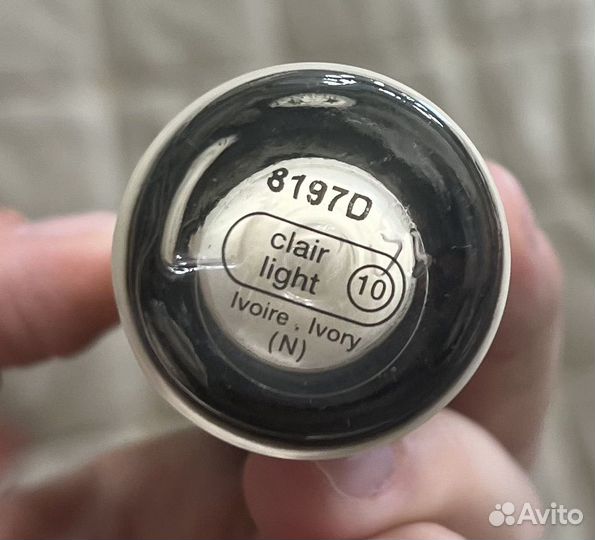 8197D
clair
light 10
Ivoire . Ivory
(N)
Avito